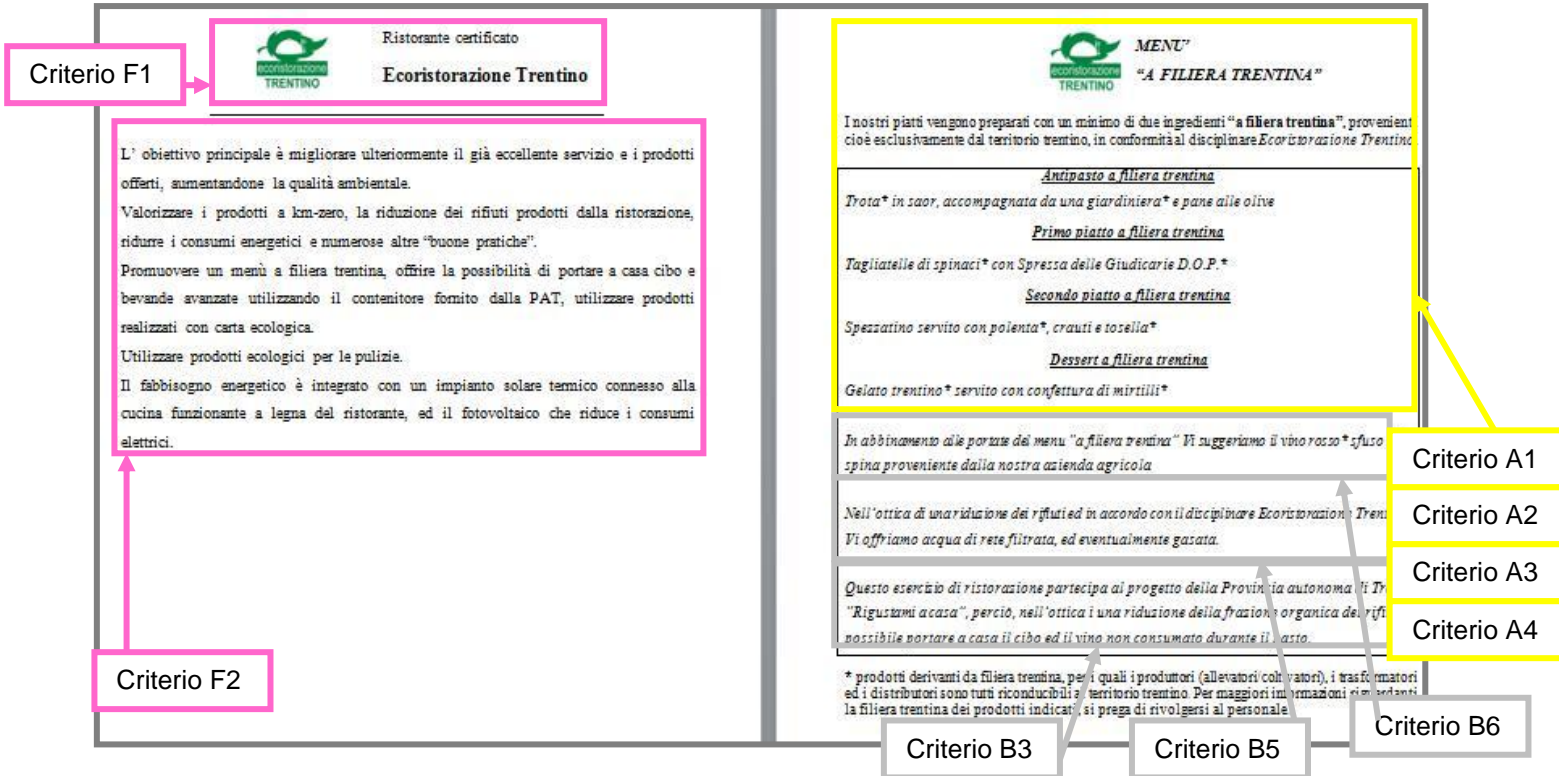 Criterio F1
ecoristorazione
TRENTINO
Ristorante certificato
Ecoristorazione Trentino
L' obiettivo principale è migliorare ulteriormente il già eccellente servizio e i prodotti
offerti, aumentandone la qualità ambientale.
Valorizzare i prodotti a km-zero, la riduzione dei rifiuti prodotti dalla ristorazione,
ridurre i consumi energetici e numerose altre “buone pratiche”.
Promuovere un menù a filiera trentina, offrire la possibilità di portare a casa cibo e
bevande avanzate utilizzando il contenitore fornito dalla PAT, utilizzare prodotti
realizzati con carta ecologica.
Utilizzare prodotti ecologici per le pulizie.
Il fabbisogno energetico è integrato con un impianto solare termico connesso alla
cucina funzionante a legna del ristorante, ed il fotovoltaico che riduce i consumi
elettrici.
Criterio F2
ecoristorazione
TRENTINO
MENU'
“A FILIERA TRENTINA”
I nostri piatti vengono preparati con un minimo di due ingredienti “a filiera trentina”, provenient
cioè esclusivamente dal territorio trentino, in conformità al disciplinare Ecoristorazione Trentino.
Antipasto a filiera trentina
Trota* in saor, accompagnata da una giardiniera* e pane alle olive
Primo piatto a filiera trentina
Tagliatelle di spinaci* con Spressa delle Giudicarie D.O.P.*
Secondo piatto a filiera trentina
Spezzatino servito con polenta*, crauti e tosella*
Dessert a filiera trentina
Gelato trentino* servito con confettura di mirtilli*
In abbinamento alle portate del menu "a filiera trentina" Vi suggeriamo il vino rosso* sfuso
spina proveniente dalla nostra azienda agricola
Nell'ottica di una riduzione dei rifiuti ed in accordo con il disciplinare Ecoristorazione Trent
Vi offriamo acqua di rete filtrata, ed eventualmente gasata.
Questo esercizio di ristorazione partecipa al progetto della Provincia autonoma di Tr
"Rigustami a casa", perciò, nell'ottica i una riduzione della frazione organica dei rifi
possibile portare a casa il cibo ed il vino non consumato durante il pasto.
* prodotti derivanti da filiera trentina, per i quali i produttori (allevatori/coltivatori), i trasformatori
ed i distributori sono tutti riconducibili al territorio trentino. Per maggiori informazioni riguardanti
la filiera trentina dei prodotti indicati, si prega di rivolgersi al personale
Criterio A1
Criterio A2
Criterio A3
Criterio A4
Criterio B6
Criterio B3
Criterio B5